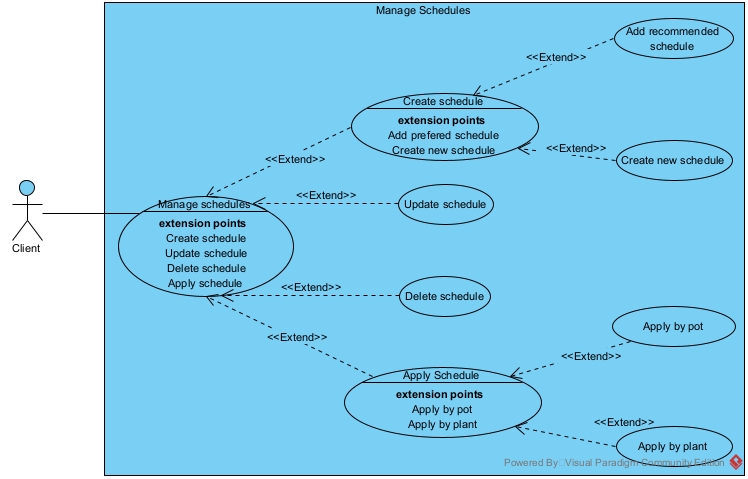 Manage Schedules
Add recommended
schedule
<<Extend>>
Create schedule
extension points
Add prefered schedule
Create new schedule
<<Extend>>
Create new schedule
<<Extend>>
Manage schedules
extension points
Create schedule
Update schedule
Delete schedule
Apply schedule
<<Extend>>
Update schedule
Client
<<Extend>>
Delete schedule
<<Extend>>
Apply Schedule
extension points
Apply by pot
Apply by plant
Apply by pot
<<Extend>>
<<Extend>>
Apply by plant
Powered By Visual Paradigm Community Edition